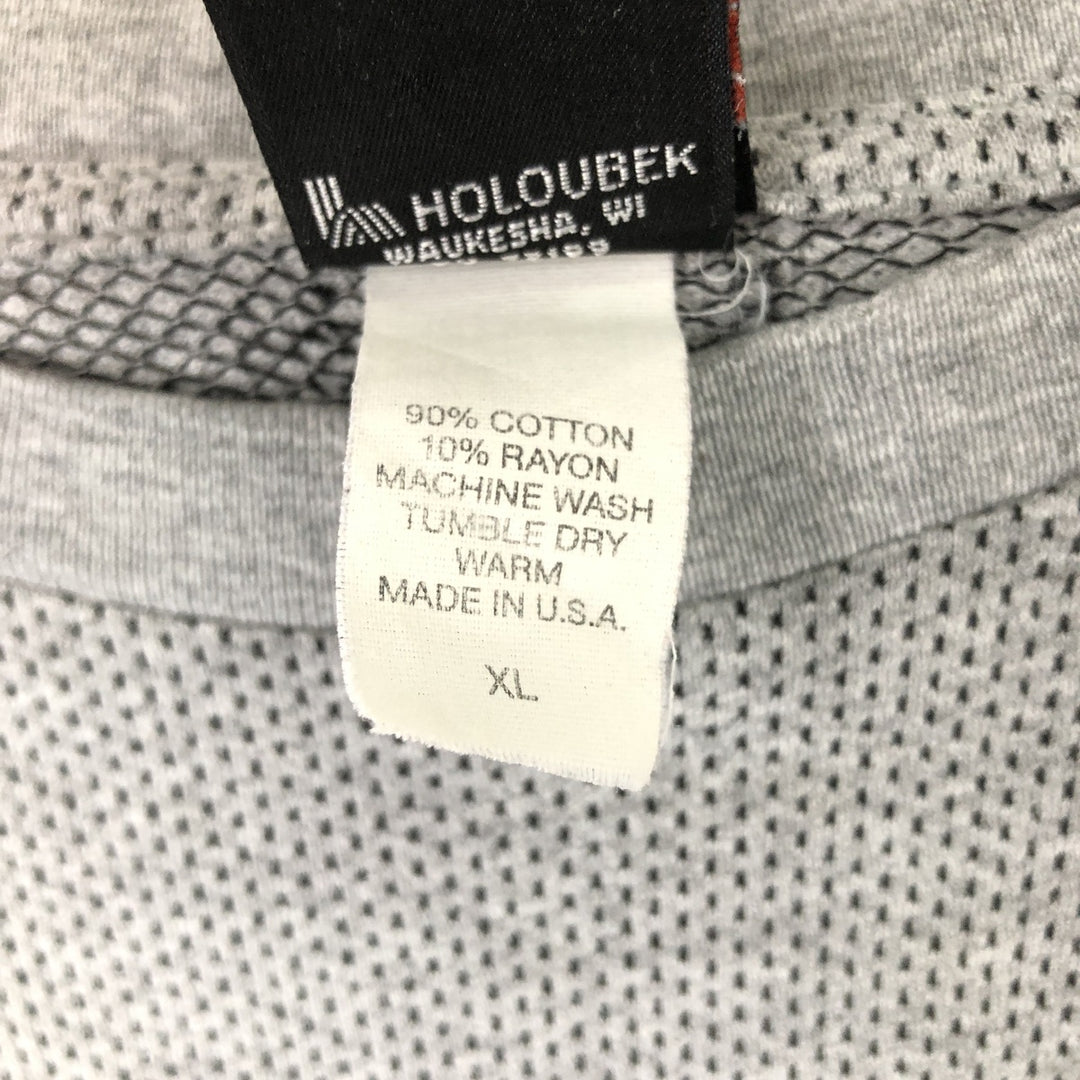 HOLOUBEK
WAUKESHA, WI
90% COTTON
10% RAYON
MACHINE WASH
TUMBLE DRY
WARM
MADE IN U.S.A.
XL